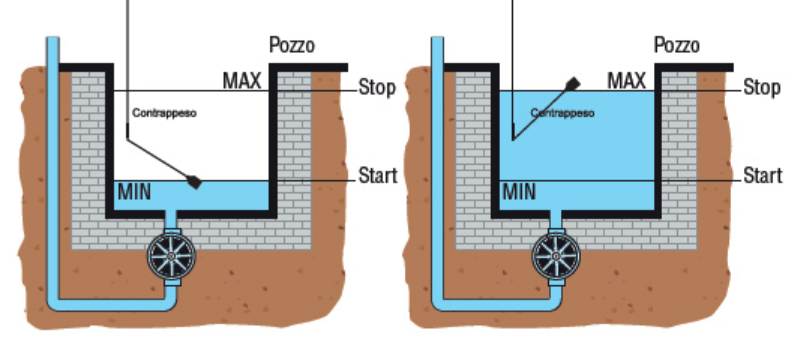 Pozzo
MAX
Stop
Contrappeso
Start
MIN
Pozzo
MAX
Stop
Contrappeso
Start
MIN